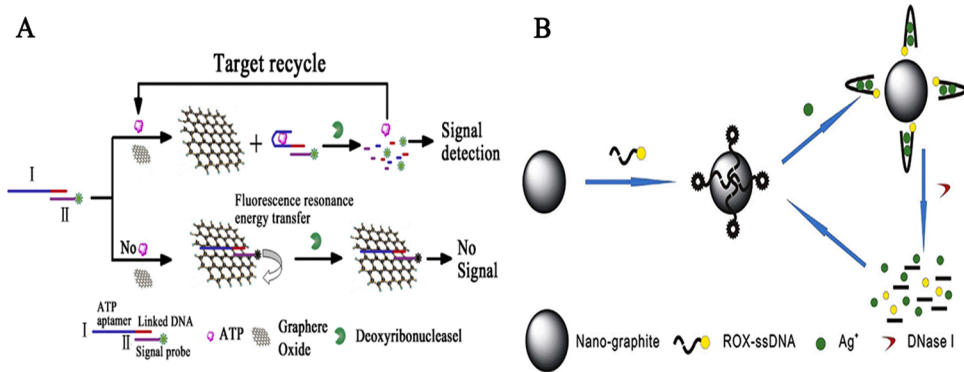 A
Target recycle
Signal
detection
I
II
Fluorescence resonance
energy transfer
No
No
Signal
ATP
aptamer
Linked DNA
I
II
Signal probe
ATP
Graphere
Oxide
Deoxyribonucleasel
B
Nano-graphite
ROX-ssDNA
Ag⁺
DNase I